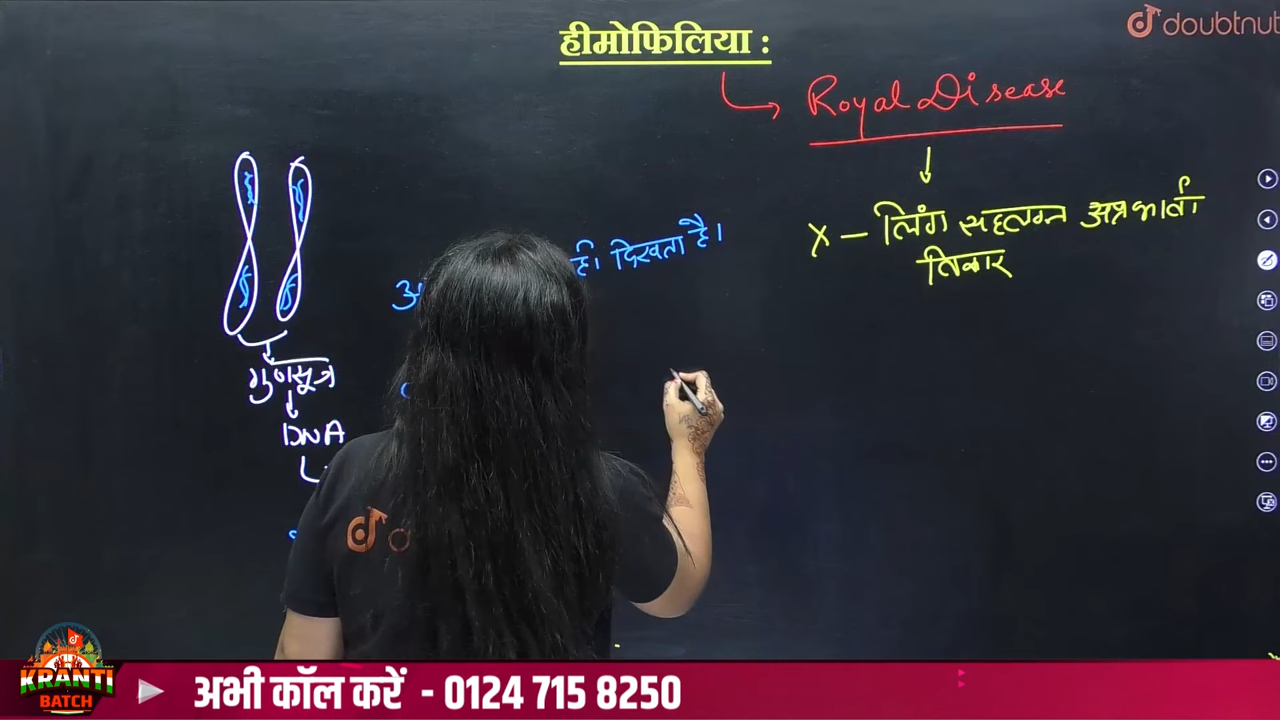 doubtnut
हीमोफिलिया :
Royal Disease
X – लिंग सहलग्न अप्रभावी
विकार
ही दिखता है।
गुणसूत्र
DNA
KRANTI
BATCH
अभी कॉल करें - 0124 715 8250